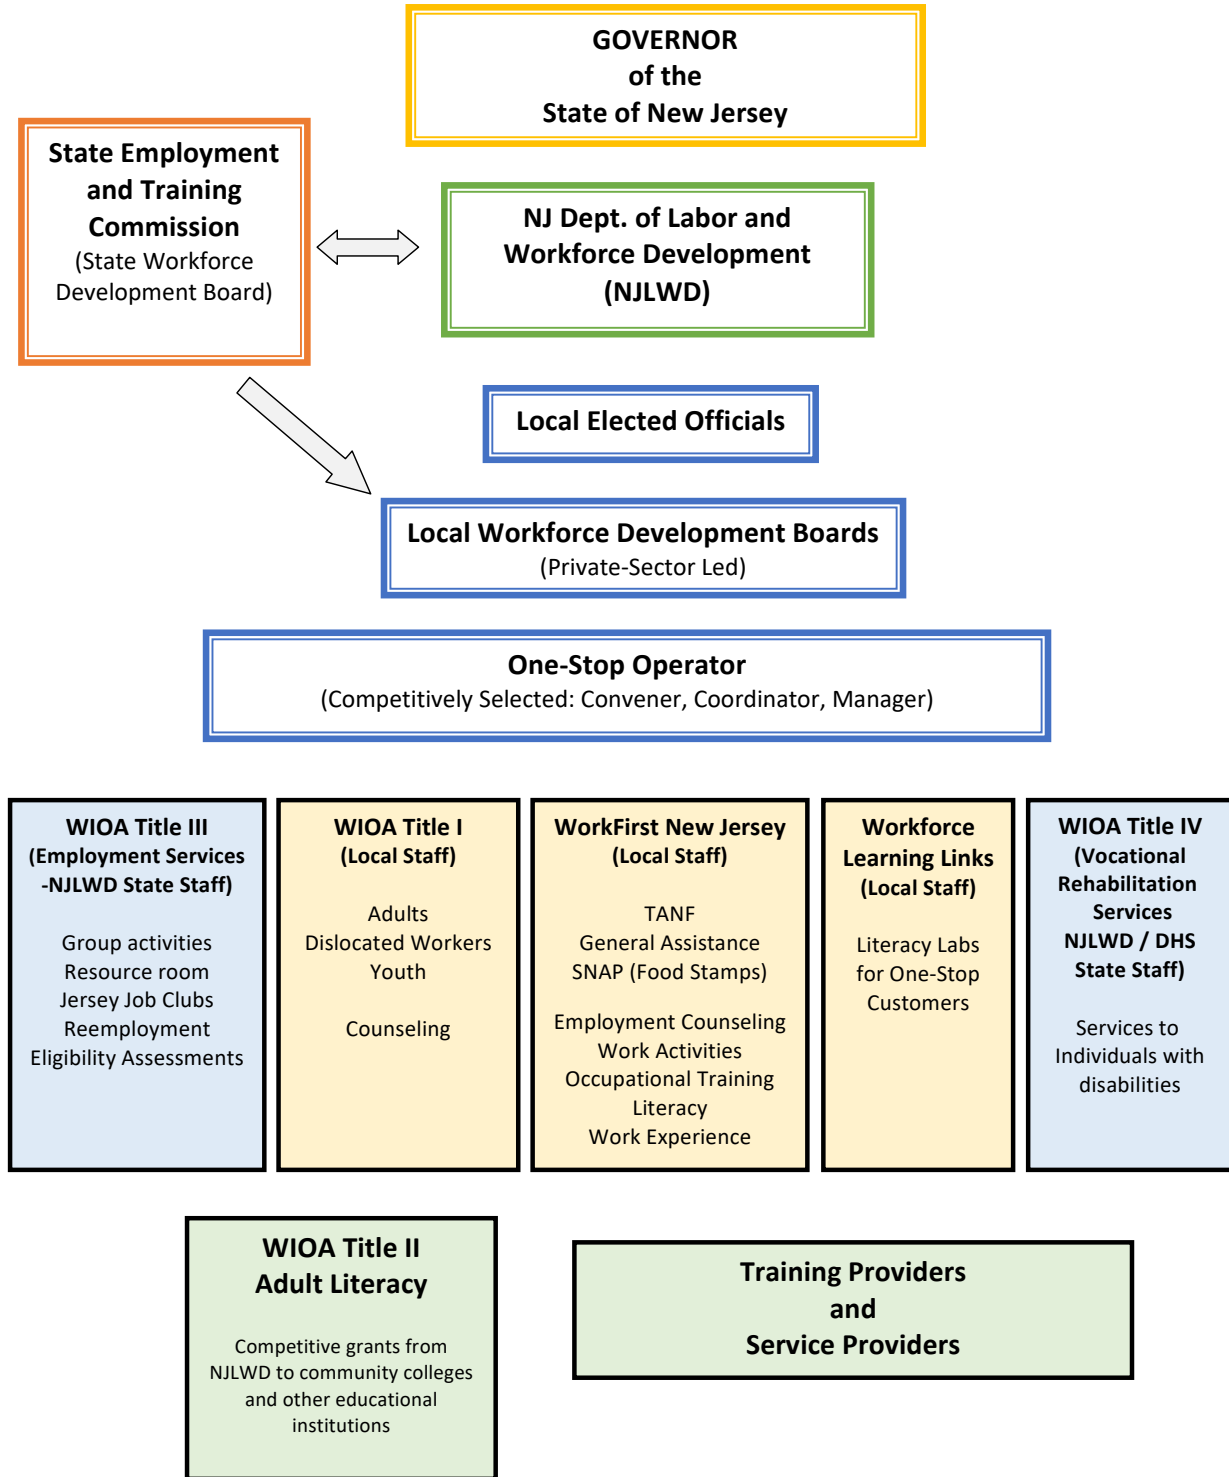 GOVERNOR
of the
State of New Jersey
State Employment
and Training
Commission
(State Workforce
Development Board)
NJ Dept. of Labor and
Workforce Development
(NJLWD)
Local Elected Officials
Local Workforce Development Boards
(Private-Sector Led)
One-Stop Operator
(Competitively Selected: Convener, Coordinator, Manager)
WIOA Title III
(Employment Services
-NJLWD State Staff)
Group activities
Resource room
Jersey Job Clubs
Reemployment
Eligibility Assessments
WIOA Title I
(Local Staff)
Adults
Dislocated Workers
Youth
Counseling
WorkFirst New Jersey
(Local Staff)
TANF
General Assistance
SNAP (Food Stamps)
Employment Counseling
Work Activities
Occupational Training
Literacy
Work Experience
Workforce
Learning Links
(Local Staff)
Literacy Labs
for One-Stop
Customers
WIOA Title IV
(Vocational
Rehabilitation
Services
NJLWD / DHS
State Staff)
Services to
Individuals with
disabilities
WIOA Title II
Adult Literacy
Competitive grants from
NJLWD to community colleges
and other educational
institutions
Training Providers
and
Service Providers